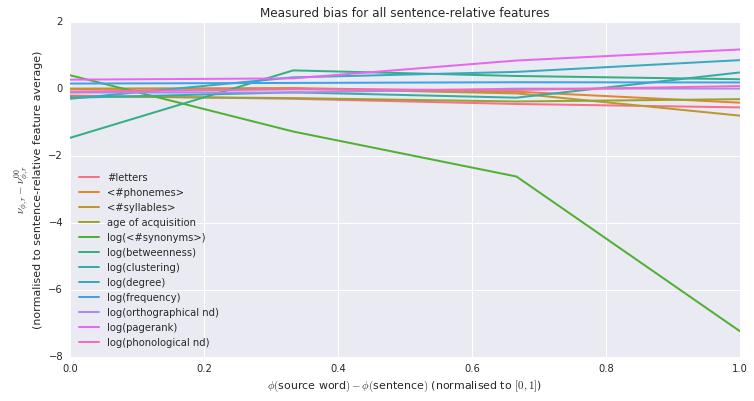 Measured bias for all sentence-relative features
2
0
−2
−4
−6
−8
ν_{φ,r} − ν_{φ,r}^{00}
(normalised to sentence-relative feature average)
#letters
<#phonemes>
<#syllables>
age of acquisition
log(<#synonyms>)
log(betweenness)
log(clustering)
log(degree)
log(frequency)
log(orthographical nd)
log(pagerank)
log(phonological nd)
0.0 0.2 0.4 0.6 0.8 1.0
ϕ(source word) − ϕ(sentence) (normalised to [0, 1])